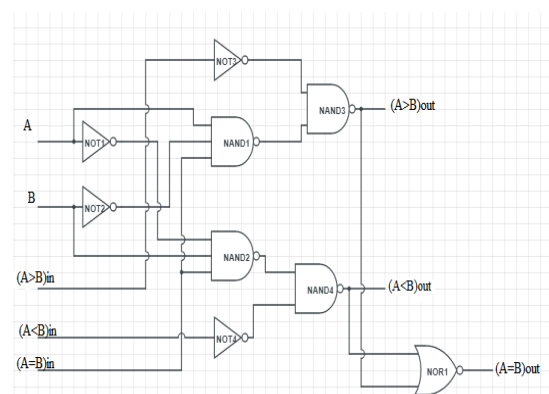 NOT3
NAND3
(A>B)out
A
NOT1
NAND1
B
NOT2
NAND2
(A>B)in
NAND4
(A<B)out
(A<B)in
NOT4
(A=B)in
NOR1
(A=B)out